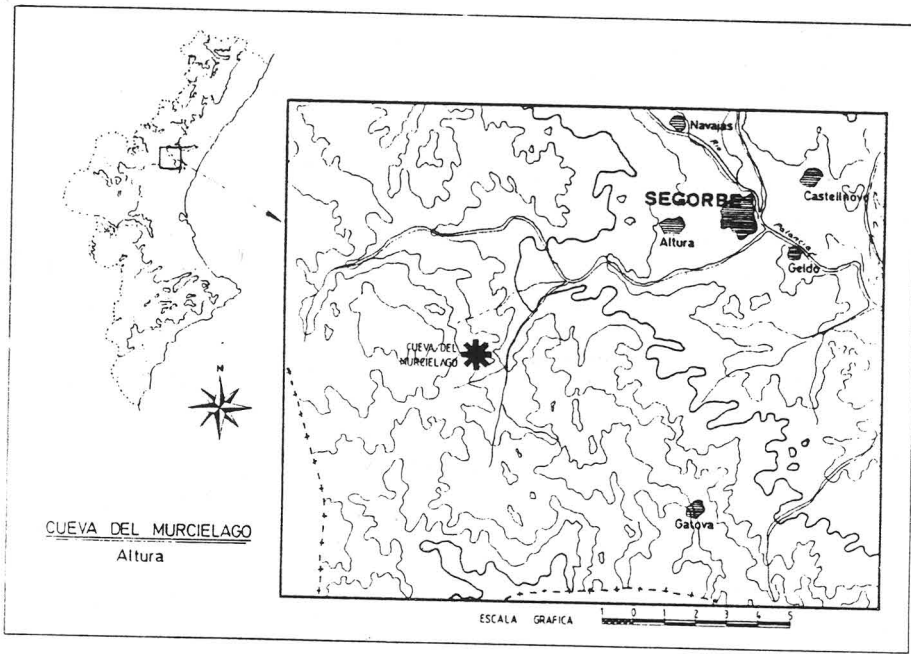 Navajas
Rio
Castellnovo
SEGORBE
Altura
Palancia
Geldo
CUEVA DEL
MURCIELAGO
N
CUEVA DEL MURCIELAGO
Altura
Gatova
ESCALA GRAFICA 1 0 1 2 3 4 5